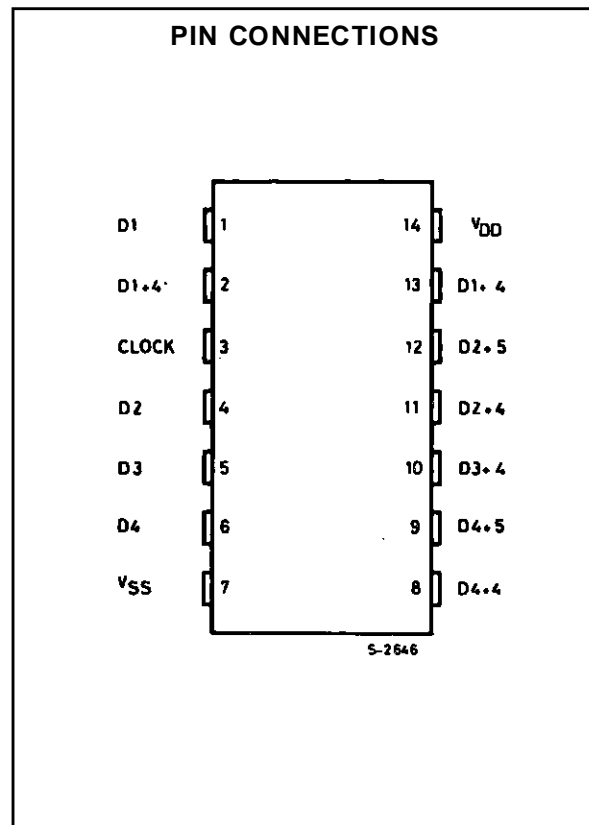 PIN CONNECTIONS
D1 1 14 VDD
D1+4' 2 13 D1+4
CLOCK 3 12 D2+5
D2 4 11 D2+4
D3 5 10 D3+4
D4 6 9 D4+5
VSS 7 8 D4+4
S-2646